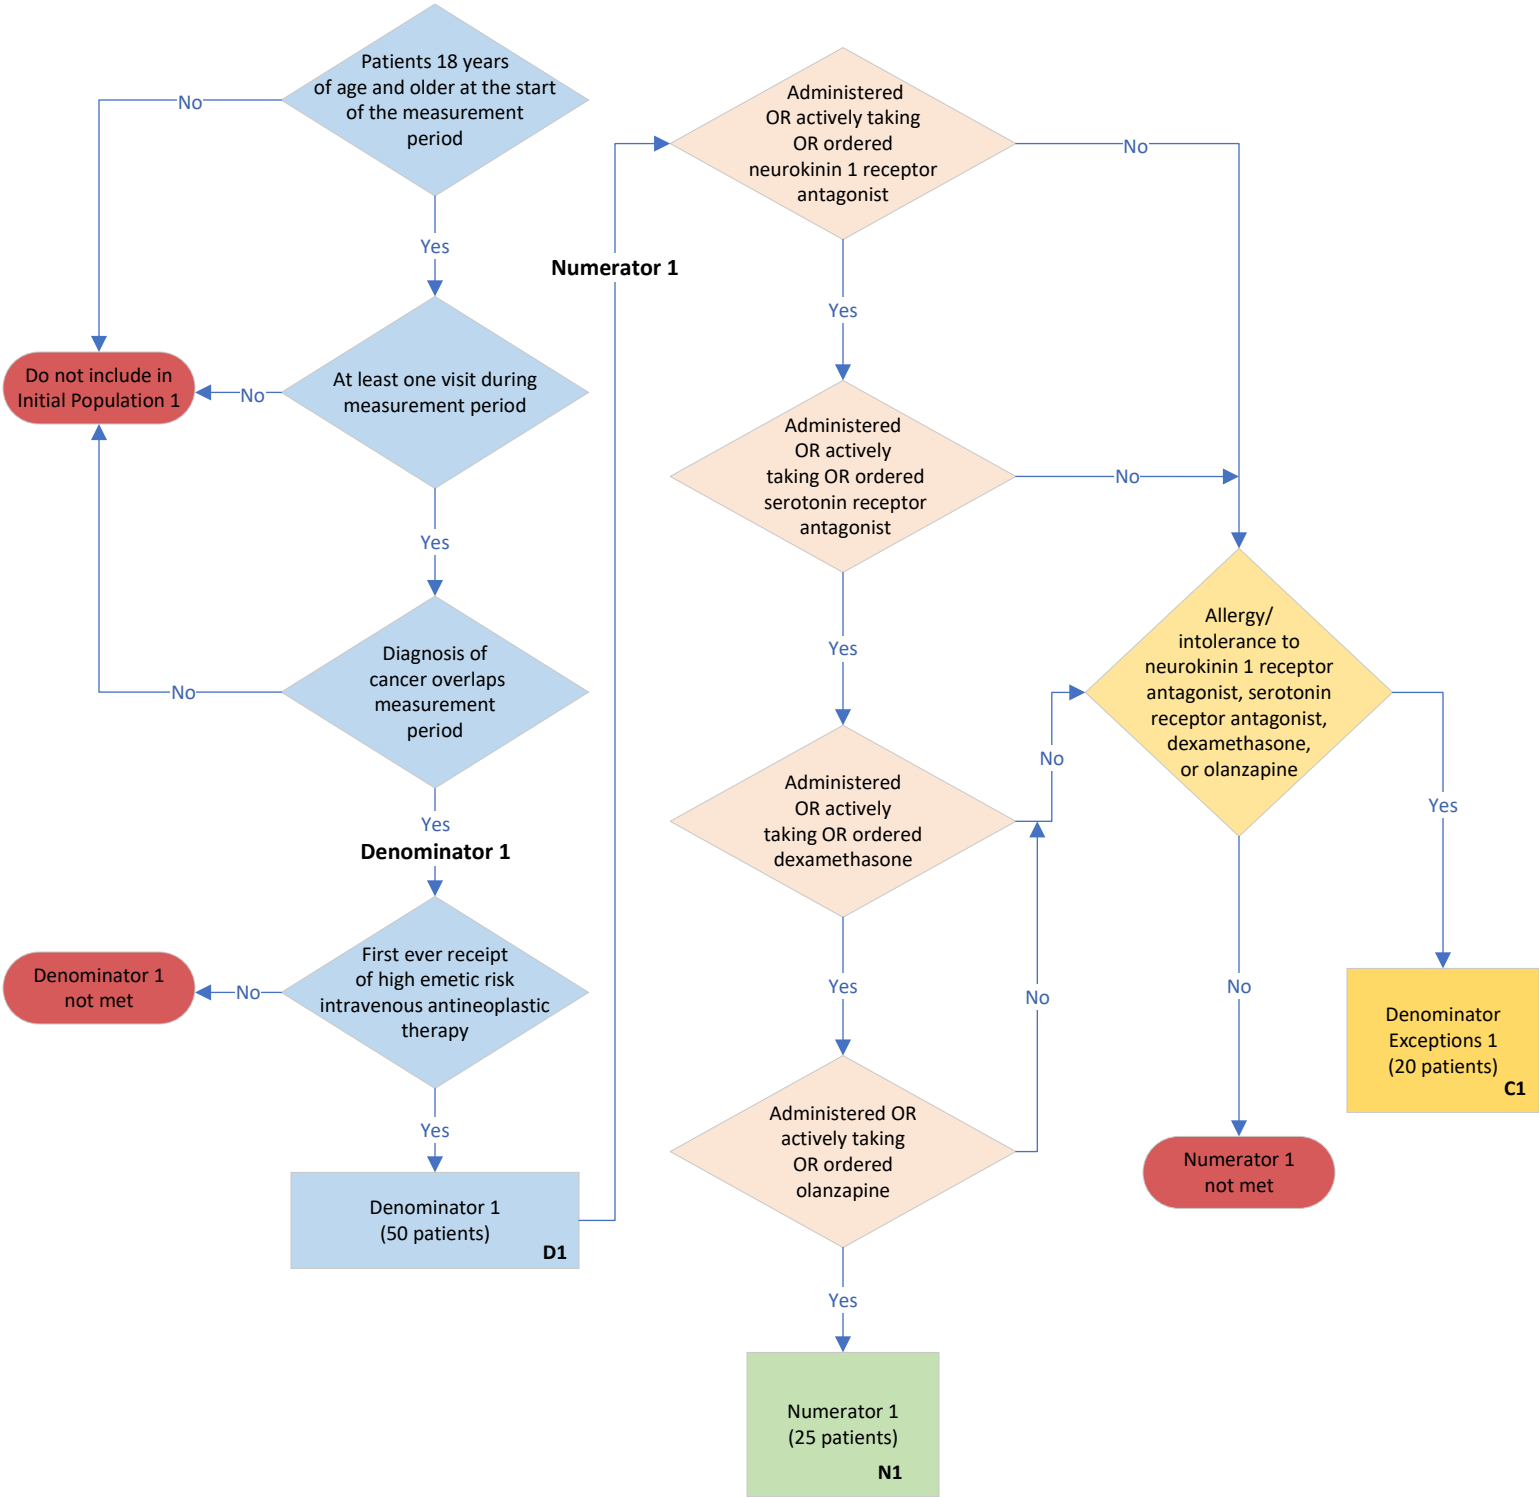 Patients 18 years
of age and older at the start
of the measurement
period
No
Yes
At least one visit during
measurement period
No
Do not include in
Initial Population 1
Yes
Diagnosis of
cancer overlaps
measurement
period
No
Yes
Denominator 1
First ever receipt
of high emetic risk
intravenous antineoplastic
therapy
No
Denominator 1
not met
Yes
Denominator 1
(50 patients)
D1
Numerator 1
Administered
OR actively taking
OR ordered
neurokinin 1 receptor
antagonist
No
Yes
Administered
OR actively
taking OR ordered
serotonin receptor
antagonist
No
Yes
Administered
OR actively
taking OR ordered
dexamethasone
No
Yes
Administered OR
actively taking
OR ordered
olanzapine
No
Yes
Numerator 1
(25 patients)
N1
Allergy/
intolerance to
neurokinin 1 receptor
antagonist, serotonin
receptor antagonist,
dexamethasone,
or olanzapine
No
Numerator 1
not met
Yes
Denominator
Exceptions 1
(20 patients)
C1